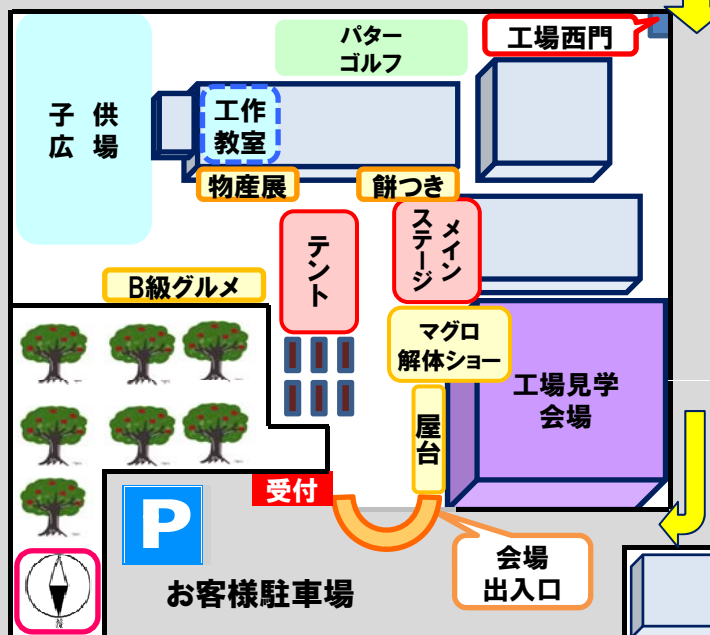 パター
ゴルフ
工場西門
子供
広場
工作
教室
物産展
餅つき
テント
メイン
ステージ
B級グルメ
マグロ
解体ショー
工場見学
会場
屋台
受付
P
会場
出入口
お客様駐車場